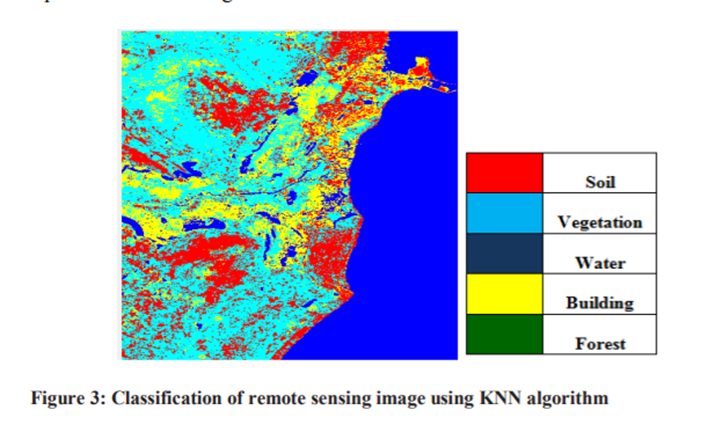 Soil
Vegetation
Water
Building
Forest
Figure 3: Classification of remote sensing image using KNN algorithm